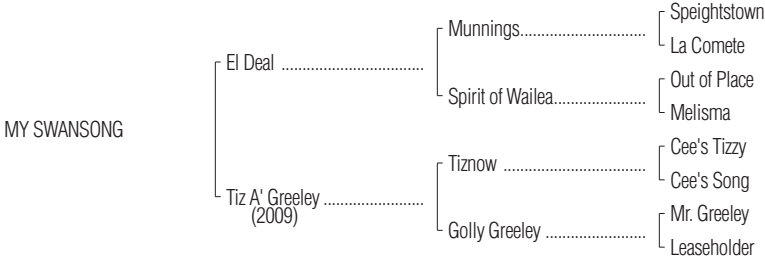 Speightstown
Munnings..............................
La Comete
El Deal ..................................
Out of Place
Spirit of Wailea......................
Melisma
MY SWANSONG
Cee's Tizzy
Tiznow ..................................
Cee's Song
Tiz A' Greeley ........................
(2009)
Mr. Greeley
Golly Greeley ........................
Leaseholder